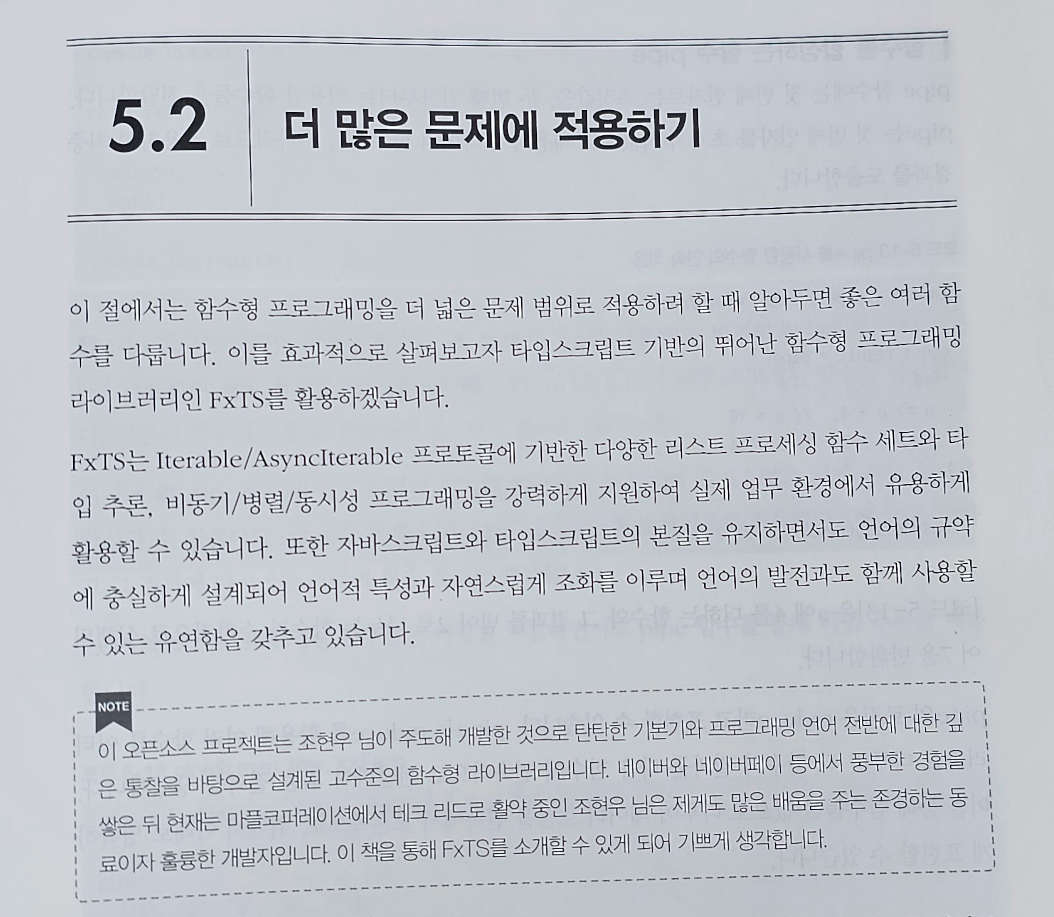 5.2 더 많은 문제에 적용하기
이 절에서는 함수형 프로그래밍을 더 넓은 문제 범위로 적용하려 할 때 알아두면 좋은 여러 함
수를 다룹니다. 이를 효과적으로 살펴보고자 타입스크립트 기반의 뛰어난 함수형 프로그래밍
라이브러리인 FxTS를 활용하겠습니다.
FxTS는 Iterable/AsyncIterable 프로토콜에 기반한 다양한 리스트 프로세싱 함수 세트와 타
입 추론, 비동기/병렬/동시성 프로그래밍을 강력하게 지원하여 실제 업무 환경에서 유용하게
활용할 수 있습니다. 또한 자바스크립트와 타입스크립트의 본질을 유지하면서도 언어의 규약
에 충실하게 설계되어 언어적 특성과 자연스럽게 조화를 이루며 언어의 발전과도 함께 사용할
수 있는 유연함을 갖추고 있습니다.
NOTE
이 오픈소스 프로젝트는 조현우 님이 주도해 개발한 것으로 탄탄한 기본기와 프로그래밍 언어 전반에 대한 깊
은 통찰을 바탕으로 설계된 고수준의 함수형 라이브러리입니다. 네이버와 네이버페이 등에서 풍부한 경험을
쌓은 뒤 현재는 마플코퍼레이션에서 테크 리드로 활약 중인 조현우 님은 제게도 많은 배움을 주는 존경하는 동
료이자 훌륭한 개발자입니다. 이 책을 통해 FxTS를 소개할 수 있게 되어 기쁘게 생각합니다.